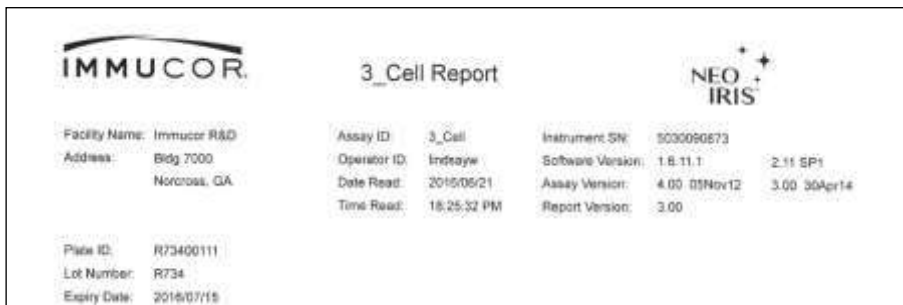 IMMUCOR
3_Cell Report
NEO
IRIS
Facility Name: Immucor R&D
Address: Bldg 7000
Norcross, GA
Assay ID: 3_Cell
Operator ID: lindsayw
Date Read: 2016/06/21
Time Read: 18:25:32 PM
Instrument SN: 5030090673
Software Version: 1.6.11.1 2.11 SP1
Assay Version: 4.00 05Nov12 3.00 30Apr14
Report Version: 3.00
Plate ID: R73400111
Lot Number: R734
Expiry Date: 2016/07/15